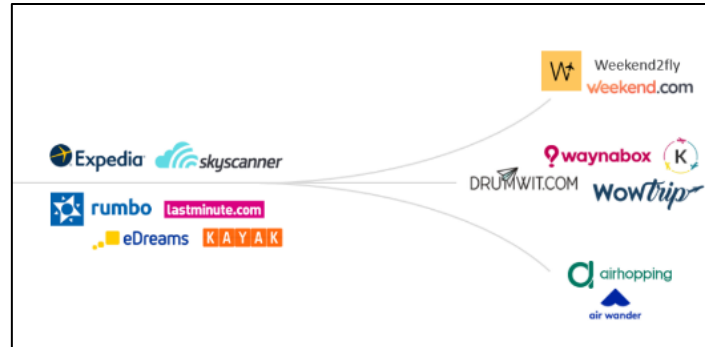 Expedia
skyscanner
rumbo
lastminute.com
eDreams
KAYAK
W
Weekend2fly
weekend.com
waynabox
K
DRUMWIT.COM
WowTrip
airhopping
air wander